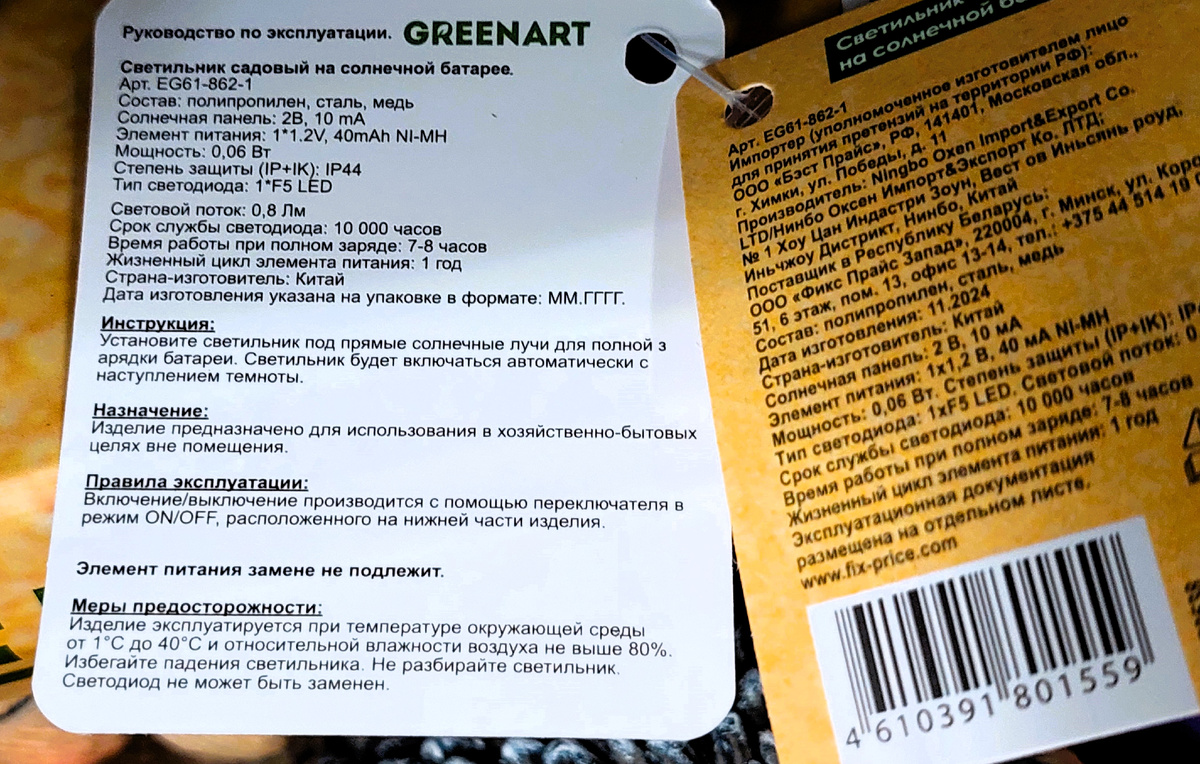 Руководство по эксплуатации. GREENART
Светильник садовый на солнечной батарее.
Арт. EG61-862-1
Состав: полипропилен, сталь, медь
Солнечная панель: 2В, 10 mA
Элемент питания: 1*1.2V, 40mAh NI-MH
Мощность: 0,06 Вт
Степень защиты (IP+IK): IP44
Тип светодиода: 1*F5 LED
Световой поток: 0,8 Лм
Срок службы светодиода: 10 000 часов
Время работы при полном заряде: 7-8 часов
Жизненный цикл элемента питания: 1 год
Страна-изготовитель: Китай
Дата изготовления указана на упаковке в формате: ММ.ГГГГ.
Инструкция:
Установите светильник под прямые солнечные лучи для полной з
арядки батареи. Светильник будет включаться автоматически с
наступлением темноты.
Назначение:
Изделие предназначено для использования в хозяйственно-бытовых
целях вне помещения.
Правила эксплуатации:
Включение/выключение производится с помощью переключателя в
режим ON/OFF, расположенного на нижней части изделия.
Элемент питания замене не подлежит.
Меры предосторожности:
Изделие эксплуатируется при температуре окружающей среды
от 1°С до 40°С и относительной влажности воздуха не выше 80%.
Избегайте падения светильника. Не разбирайте светильник.
Светодиод не может быть заменен.
Светильник
на солнечной
Арт. EG61-862-1
Импортер (уполномоченное изготовителем лицо
для принятия претензий на территории РФ):
ООО «Бэст Прайс», РФ, 141401, Московская обл.,
г. Химки, ул. Победы, д. 11
Производитель: Ningbo Oxen Import&Export Co.
LTD/Нинбо Оксен Импорт&Экспорт Ко. ЛТД;
№ 1 Хоу Цан Индастри Зоун, Вест ов Иньсянь роуд,
Иньчжоу Дистрикт, Нинбо, Китай
Поставщик в Республику Беларусь:
ООО «Фикс Прайс Запад», 220004, г. Минск, ул.
51, 6 этаж, пом. 13, офис 13-14, тел.: +375 44 514 19
Состав: полипропилен, сталь, медь
Дата изготовления: 11.2024
Страна-изготовитель: Китай
Солнечная панель: 2 В, 10 мА
Элемент питания: 1x1,2 В, 40 мА NI-MH
Мощность: 0,06 Вт. Степень защиты (IP+IK):
Тип светодиода: 1xF5 LED. Световой поток:
Срок службы светодиода: 10 000 часов
Время работы при полном заряде: 7-8 часов
Жизненный цикл элемента питания: 1 год
Эксплуатационная документация
размещена на отдельном листе.
www.fix-price.com
4 610391 801559